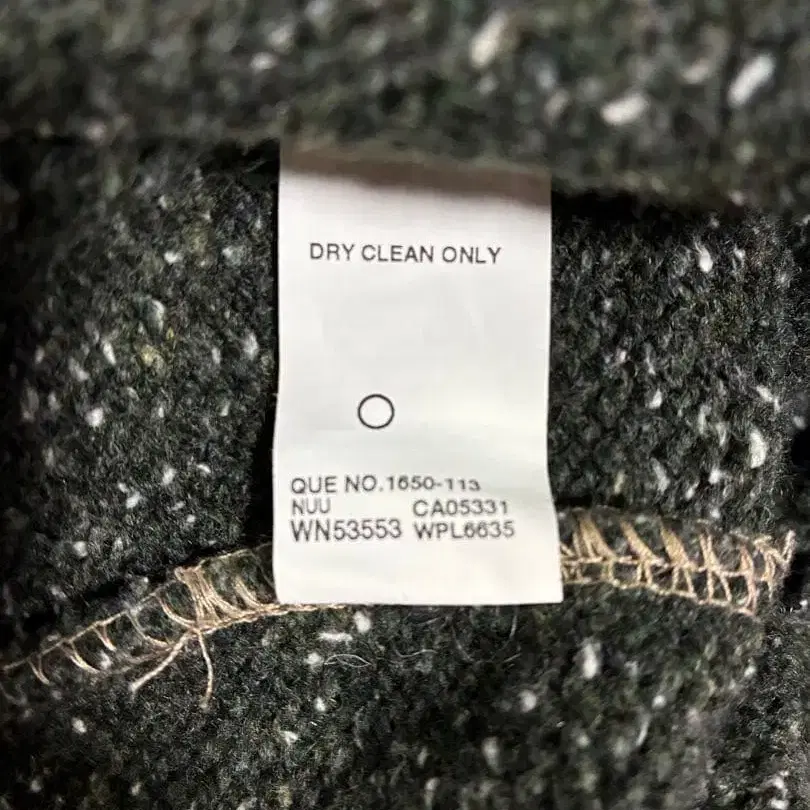 DRY CLEAN ONLY
QUE NO.1650-113
NUU CA05331
WN53553 WPL6635